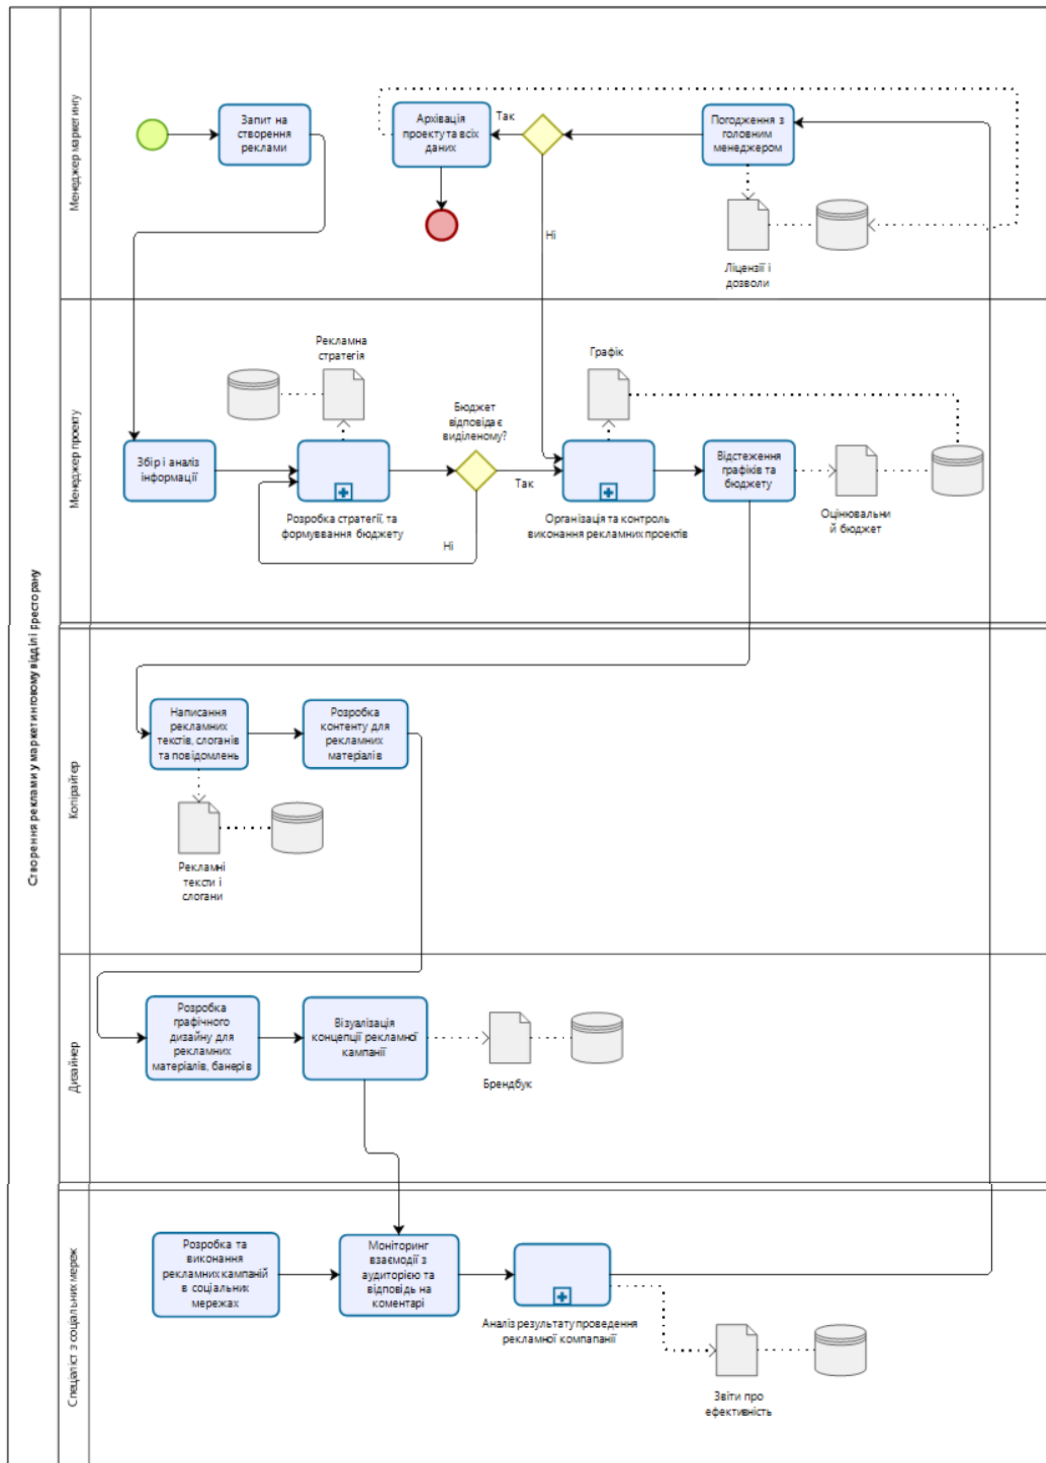 Створення реклами у маркетинговому відділі рресторану
Менеджер маркетингу
Запит на
створення
реклами
Архівація
проекту та всіх
даних
Так
Погодження з
головним
менеджером
Ні
Ліцензії і
дозволи
Менеджер проекту
Рекламна
стратегія
Графік
Бюджет
відповідає
виділеному?
Збір і аналіз
інформації
Розробка стратегії, та
формуввання бюджету
Так
Ні
Організація та контроль
виконання рекламних проектів
Відстеження
графіків та
бюджету
Оцінювальни
й бюджет
Копірайтер
Написання
рекламних
текстів, слоганів
та повідомлень
Розробка
контенту для
рекламних
матеріалів
Рекламні
тексти і
слогани
Дизайнер
Розробка
графічного
дизайну для
рекламних
матеріалів, банерів
Візуалізація
концепції рекламної
кампанії
Брендбук
Спеціаліст з соціальних мереж
Розробка та
виконання
рекламних кампаній
в соціальних
мережах
Моніторинг
взаємодії з
аудиторією та
відповідь на
коментарі
Аналіз результату проведення
рекламної компапанії
Звіти про
ефективність